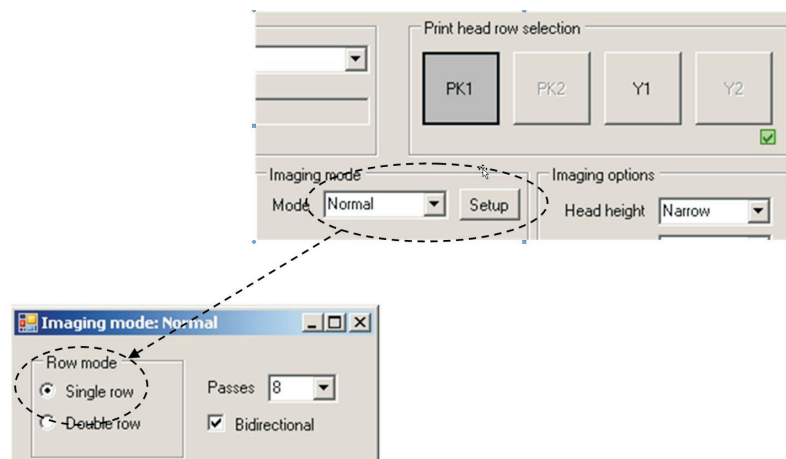 Print head row selection
PK1 PK2 Y1 Y2
Imaging mode
Mode Normal Setup
Imaging options
Head height Narrow
Imaging mode: Normal
Row mode
Single row
Double row
Passes 8
Bidirectional